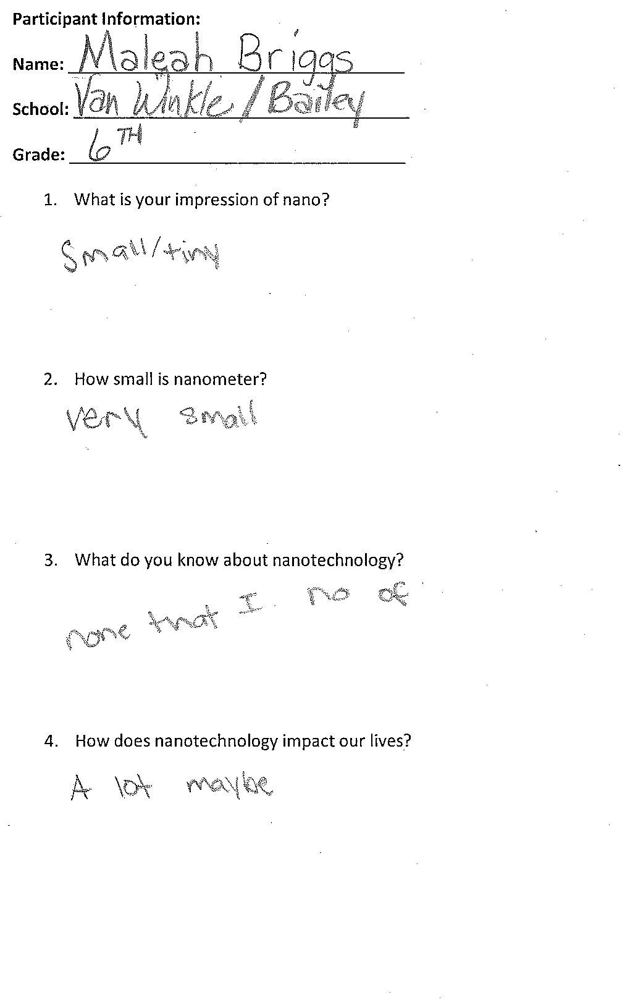 Participant Information:
Name: Maleah Briggs
School: Van Winkle / Bailey
Grade: 6TH
1. What is your impression of nano?
Small/tiny
2. How small is nanometer?
very small
3. What do you know about nanotechnology?
none that I no of
4. How does nanotechnology impact our lives?
A lot maybe